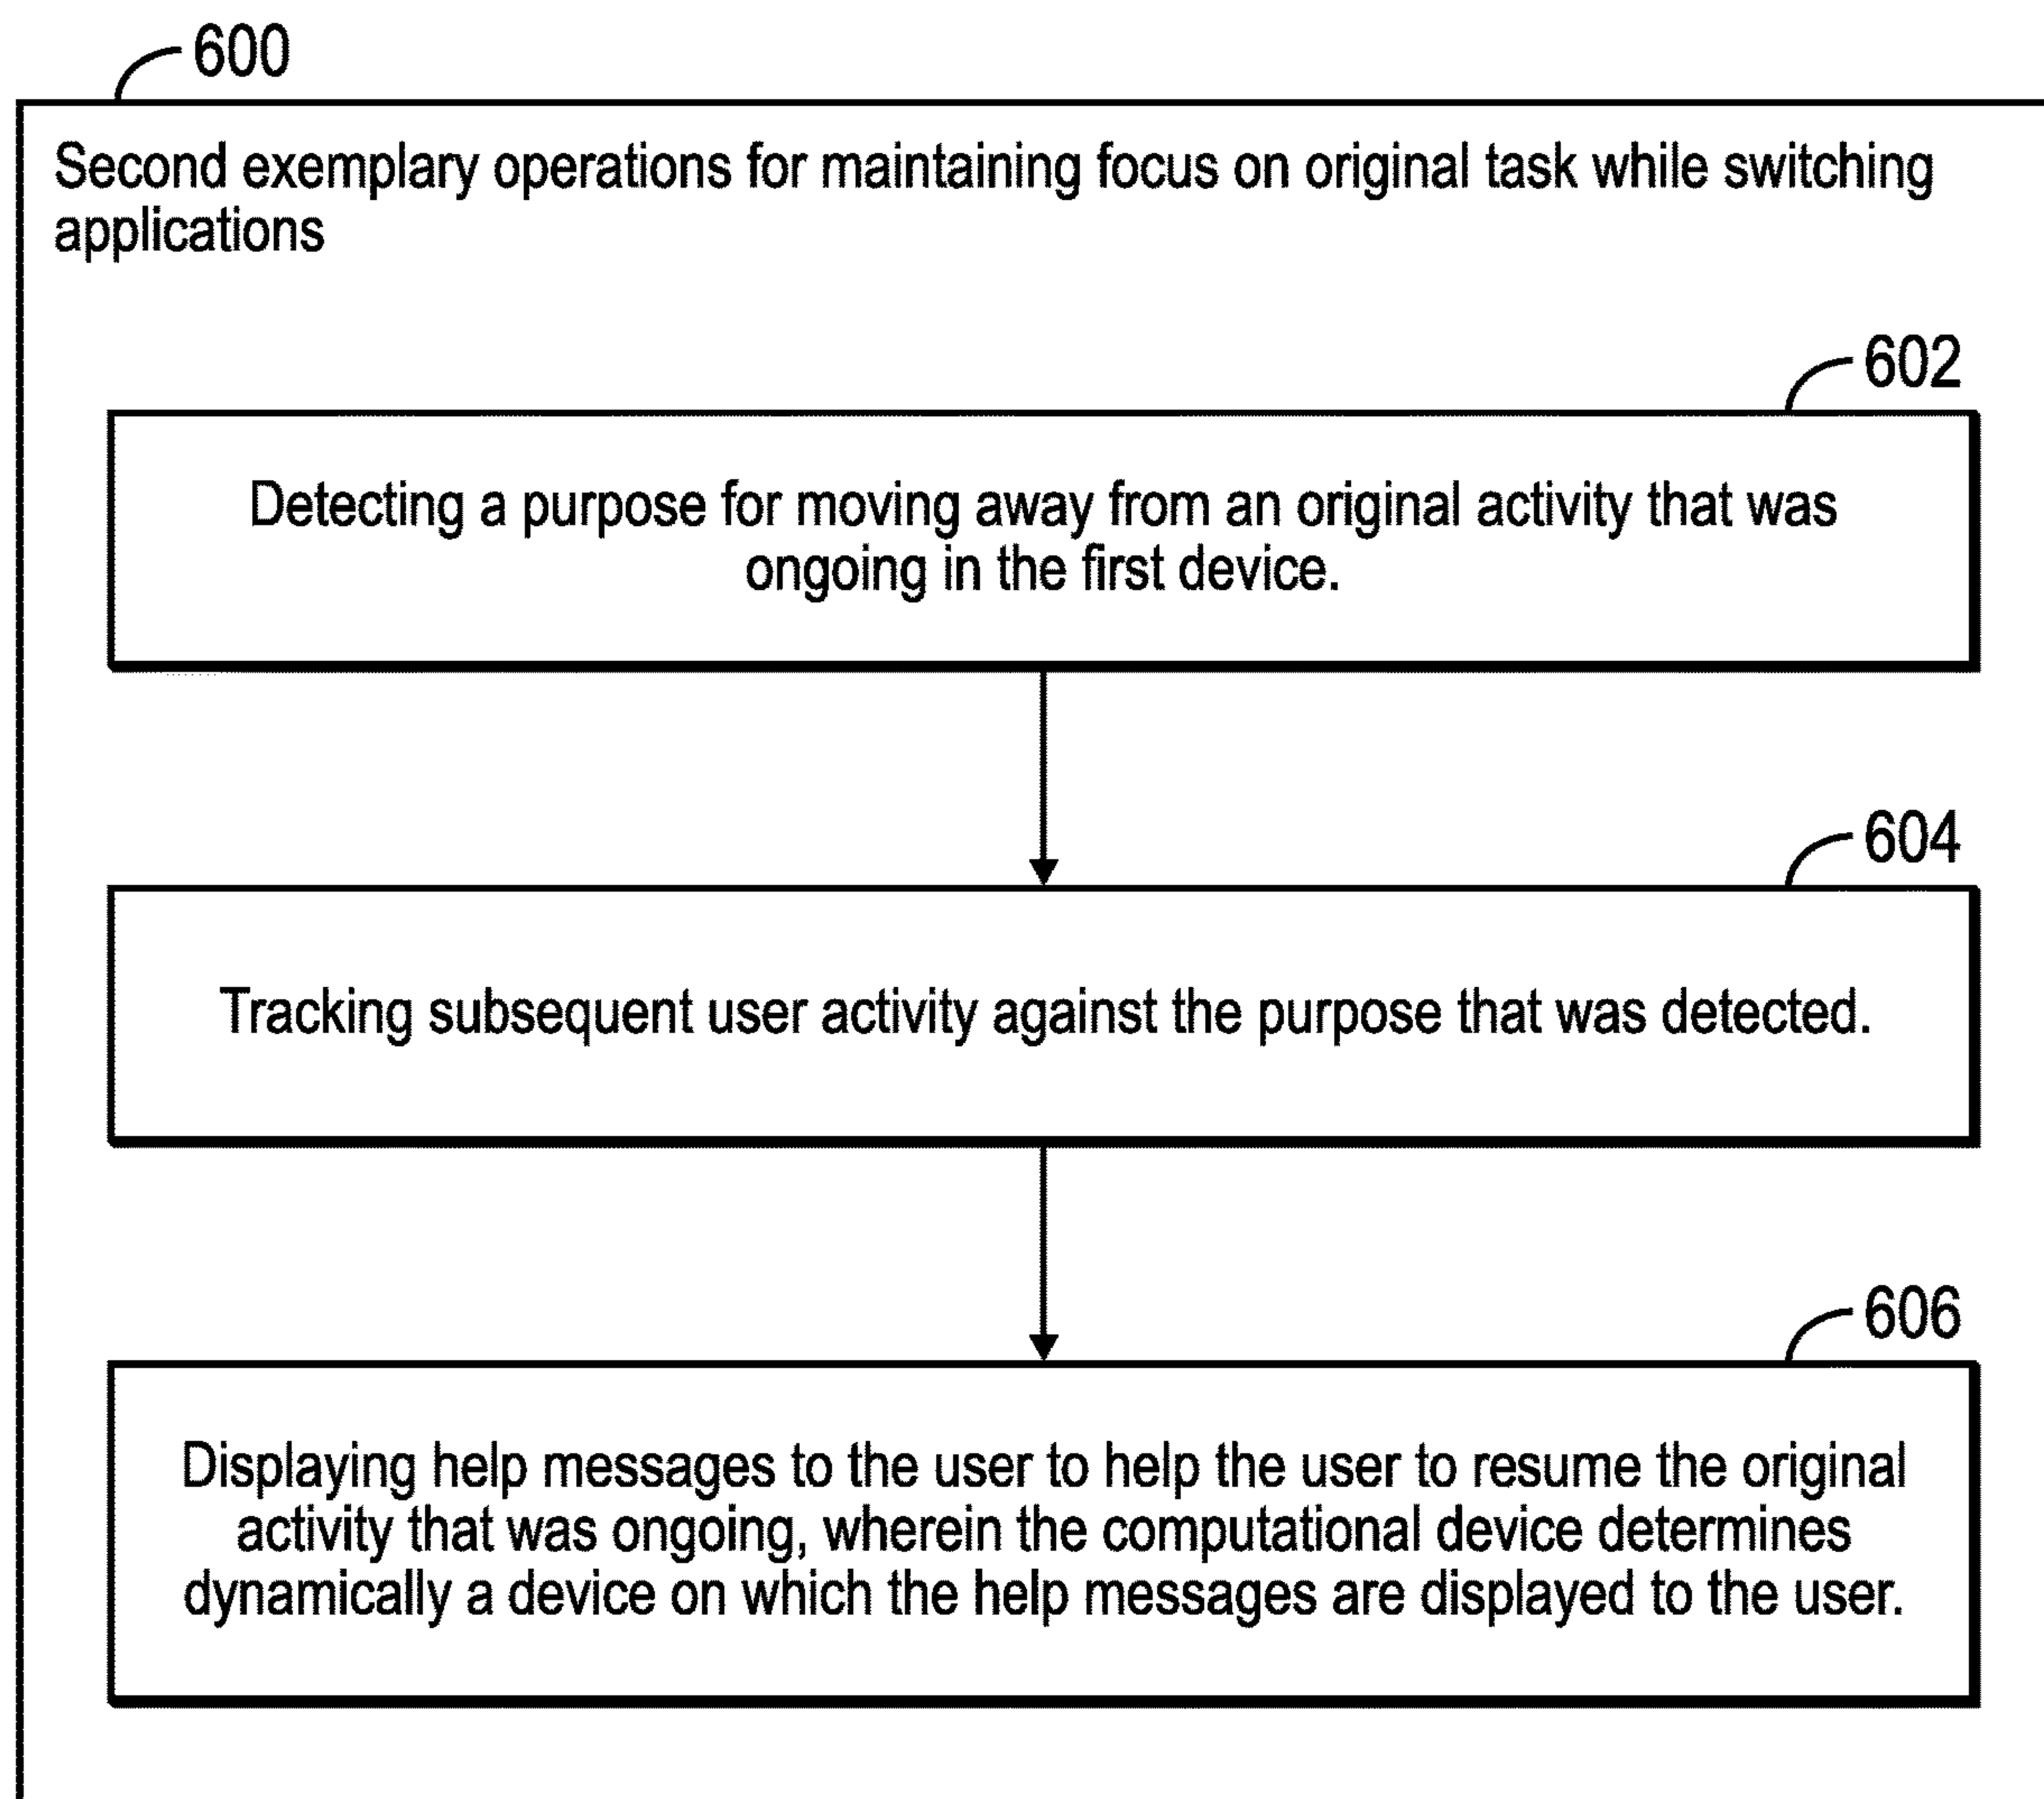 600
Second exemplary operations for maintaining focus on original task while switching
applications
602
Detecting a purpose for moving away from an original activity that was
ongoing in the first device.
604
Tracking subsequent user activity against the purpose that was detected.
606
Displaying help messages to the user to help the user to resume the original
activity that was ongoing, wherein the computational device determines
dynamically a device on which the help messages are displayed to the user.